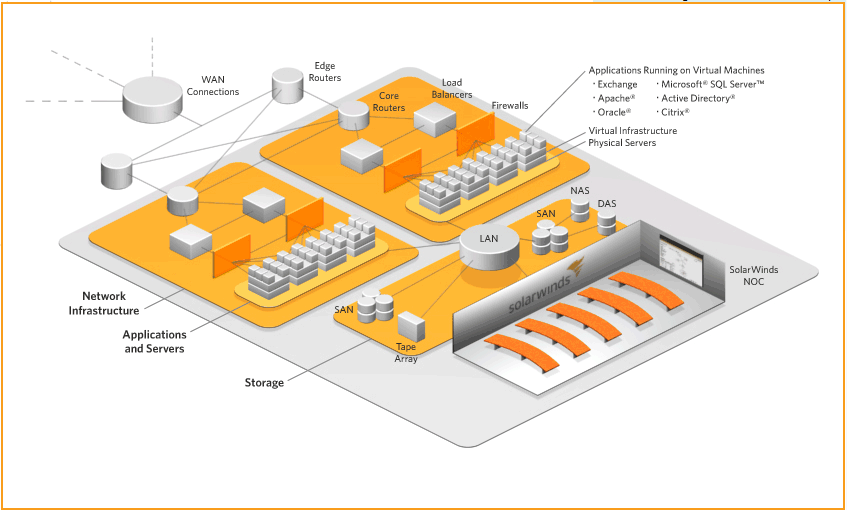 WAN
Connections
Edge
Routers
Core
Routers
Load
Balancers
Firewalls
Applications Running on Virtual Machines
· Exchange
· Microsoft® SQL Server™
· Apache®
· Active Directory®
· Oracle®
· Citrix®
Virtual Infrastructure
Physical Servers
NAS
SAN
DAS
LAN
solarwinds
SolarWinds
NOC
SAN
Tape
Array
Network
Infrastructure
Applications
and Servers
Storage